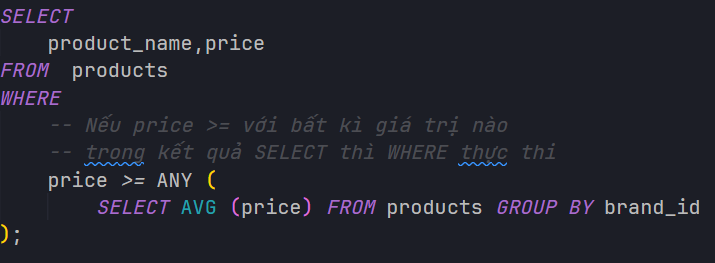 SELECT
product_name,price
FROM products
WHERE
-- Nếu price >= với bất kì giá trị nào
-- trong kết quả SELECT thì WHERE thực thi
price >= ANY (
SELECT AVG (price) FROM products GROUP BY brand_id
);